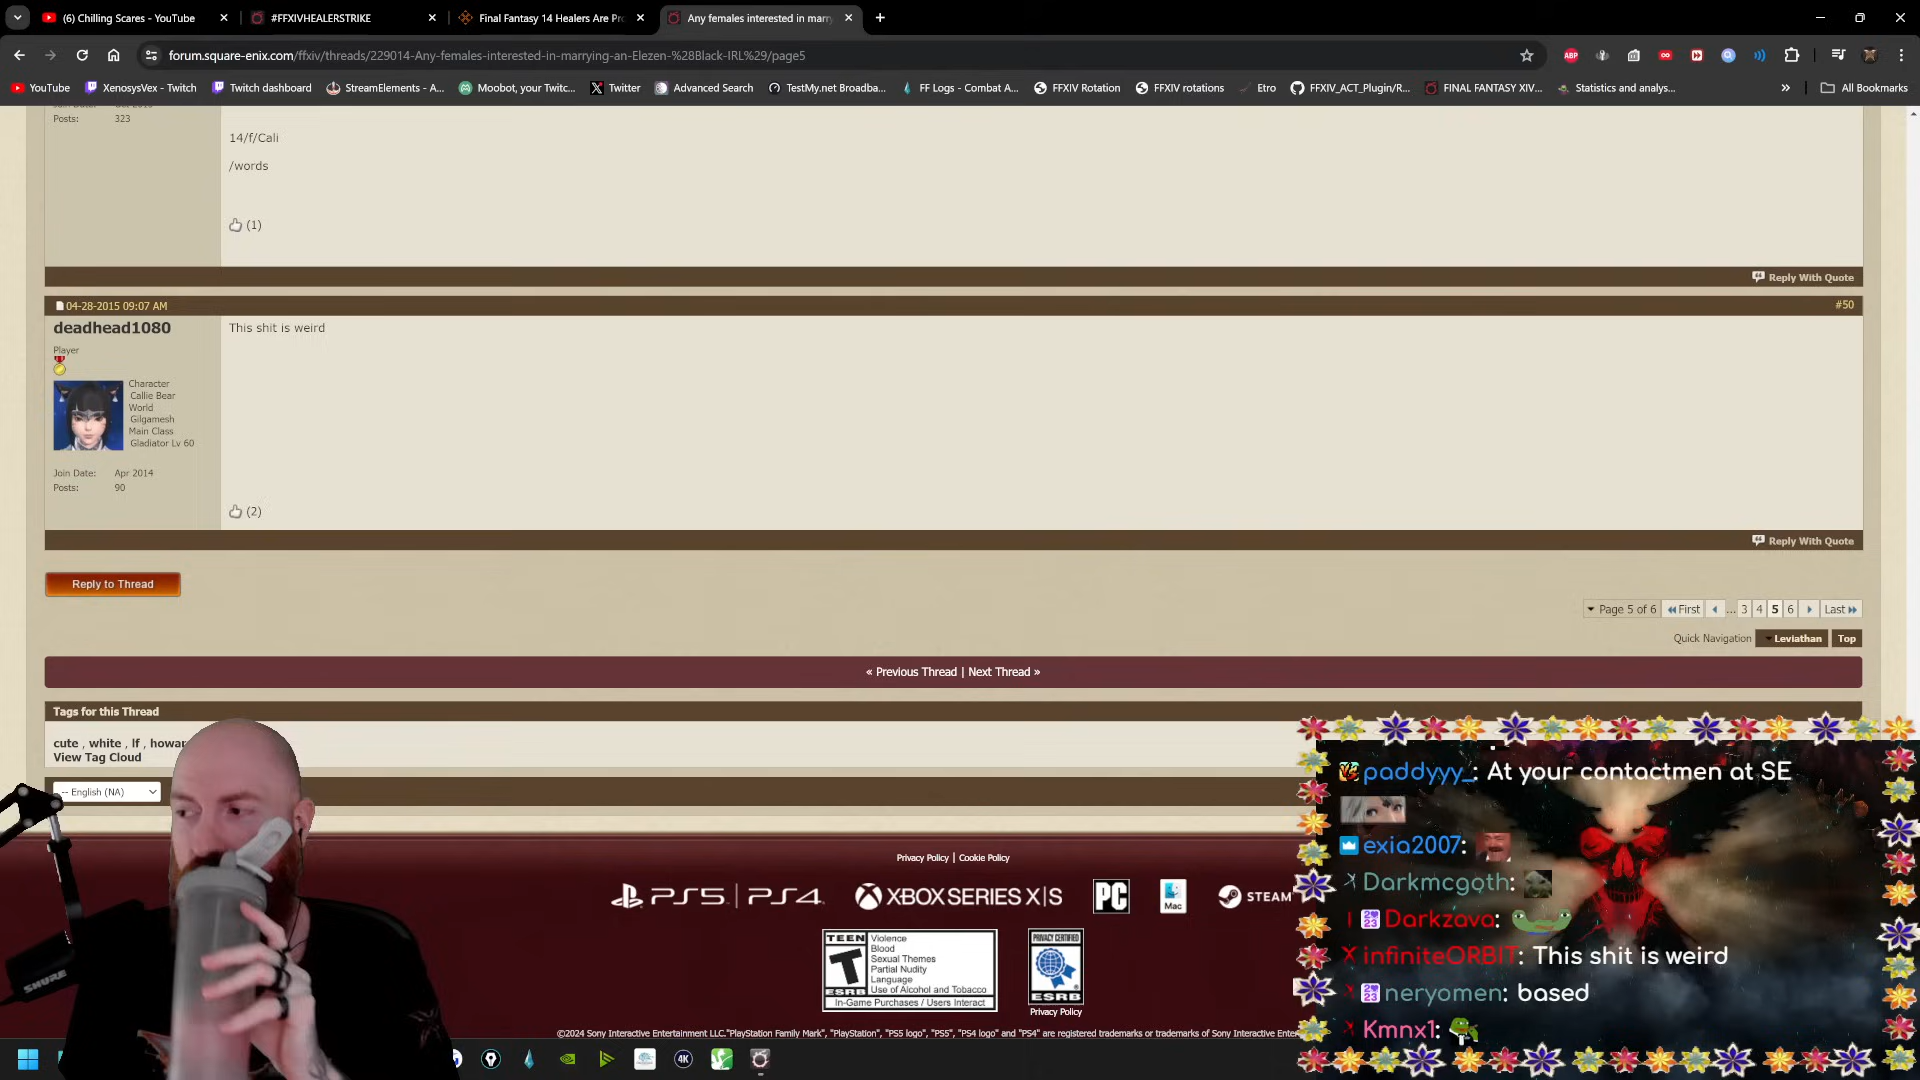 (6) Chilling Scares - YouTube
#FFXIVHEALERSTRIKE
Final Fantasy 14 Healers Are Pr
Any females interested in marry
forum.square-enix.com/ffxiv/threads/229014-Any-females-interested-in-marrying-an-Elezen-%28Black-IRL%29/page5
YouTube
XenosysVex - Twitch
Twitch dashboard
StreamElements - A...
Moobot, your Twitc...
Twitter
Advanced Search
TestMy.net Broadba...
FF Logs - Combat A...
FFXIV Rotation
FFXIV rotations
Etro
FFXIV_ACT_Plugin/R...
FINAL FANTASY XIV...
Statistics and analys...
All Bookmarks
Posts: 323
14/f/Cali
/words
(1)
Reply With Quote
04-28-2015 09:07 AM
#50
deadhead1080
This shit is weird
Player
Character
Callie Bear
World
Gilgamesh
Main Class
Gladiator Lv 60
Join Date: Apr 2014
Posts: 90
(2)
Reply With Quote
Reply to Thread
Page 5 of 6 First ... 3 4 5 6 Last
Quick Navigation Leviathan Top
« Previous Thread | Next Thread »
Tags for this Thread
cute , white , lf , howar
View Tag Cloud
-- English (NA)
paddyyy_: At your contactmen at SE
exia2007:
Darkmcgoth:
Darkzava:
infiniteORBIT: This shit is weird
neryomen: based
Kmnx1:
Privacy Policy | Cookie Policy
PS5 | PS4
XBOX SERIES X|S
PC
Mac
STEAM
TEEN
T
ESRB
Violence
Blood
Sexual Themes
Partial Nudity
Language
Use of Alcohol and Tobacco
In-Game Purchases / Users Interact
PRIVACY CERTIFIED
ESRB
Privacy Policy
©2024 Sony Interactive Entertainment LLC."PlayStation Family Mark", "PlayStation", "PS5 logo", "PS5", "PS4 logo" and "PS4" are registered trademarks or trademarks of Sony Interactive Ente
SHURE
4K